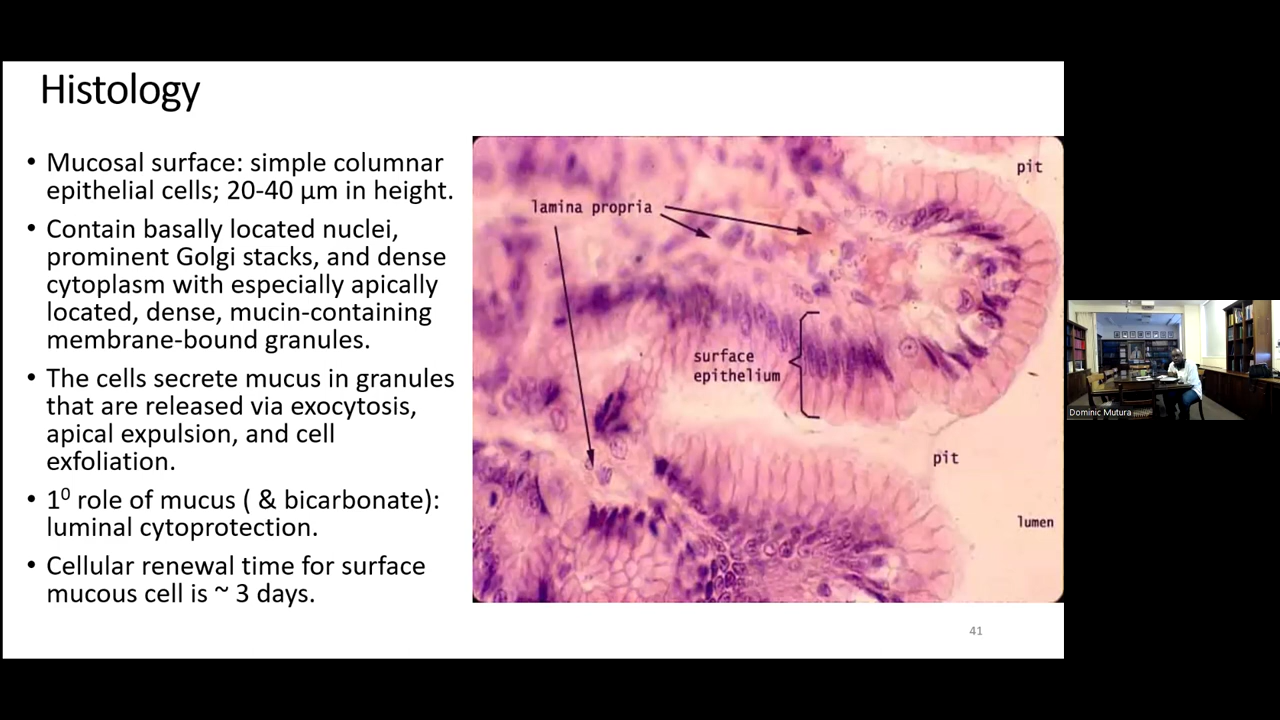 Histology
• Mucosal surface: simple columnar
epithelial cells; 20-40 µm in height.
• Contain basally located nuclei,
prominent Golgi stacks, and dense
cytoplasm with especially apically
located, dense, mucin-containing
membrane-bound granules.
• The cells secrete mucus in granules
that are released via exocytosis,
apical expulsion, and cell
exfoliation.
• 1⁰ role of mucus ( & bicarbonate):
luminal cytoprotection.
• Cellular renewal time for surface
mucous cell is ~ 3 days.
pit
lamina propria
surface
epithelium
pit
lumen
41
Dominic Mutura